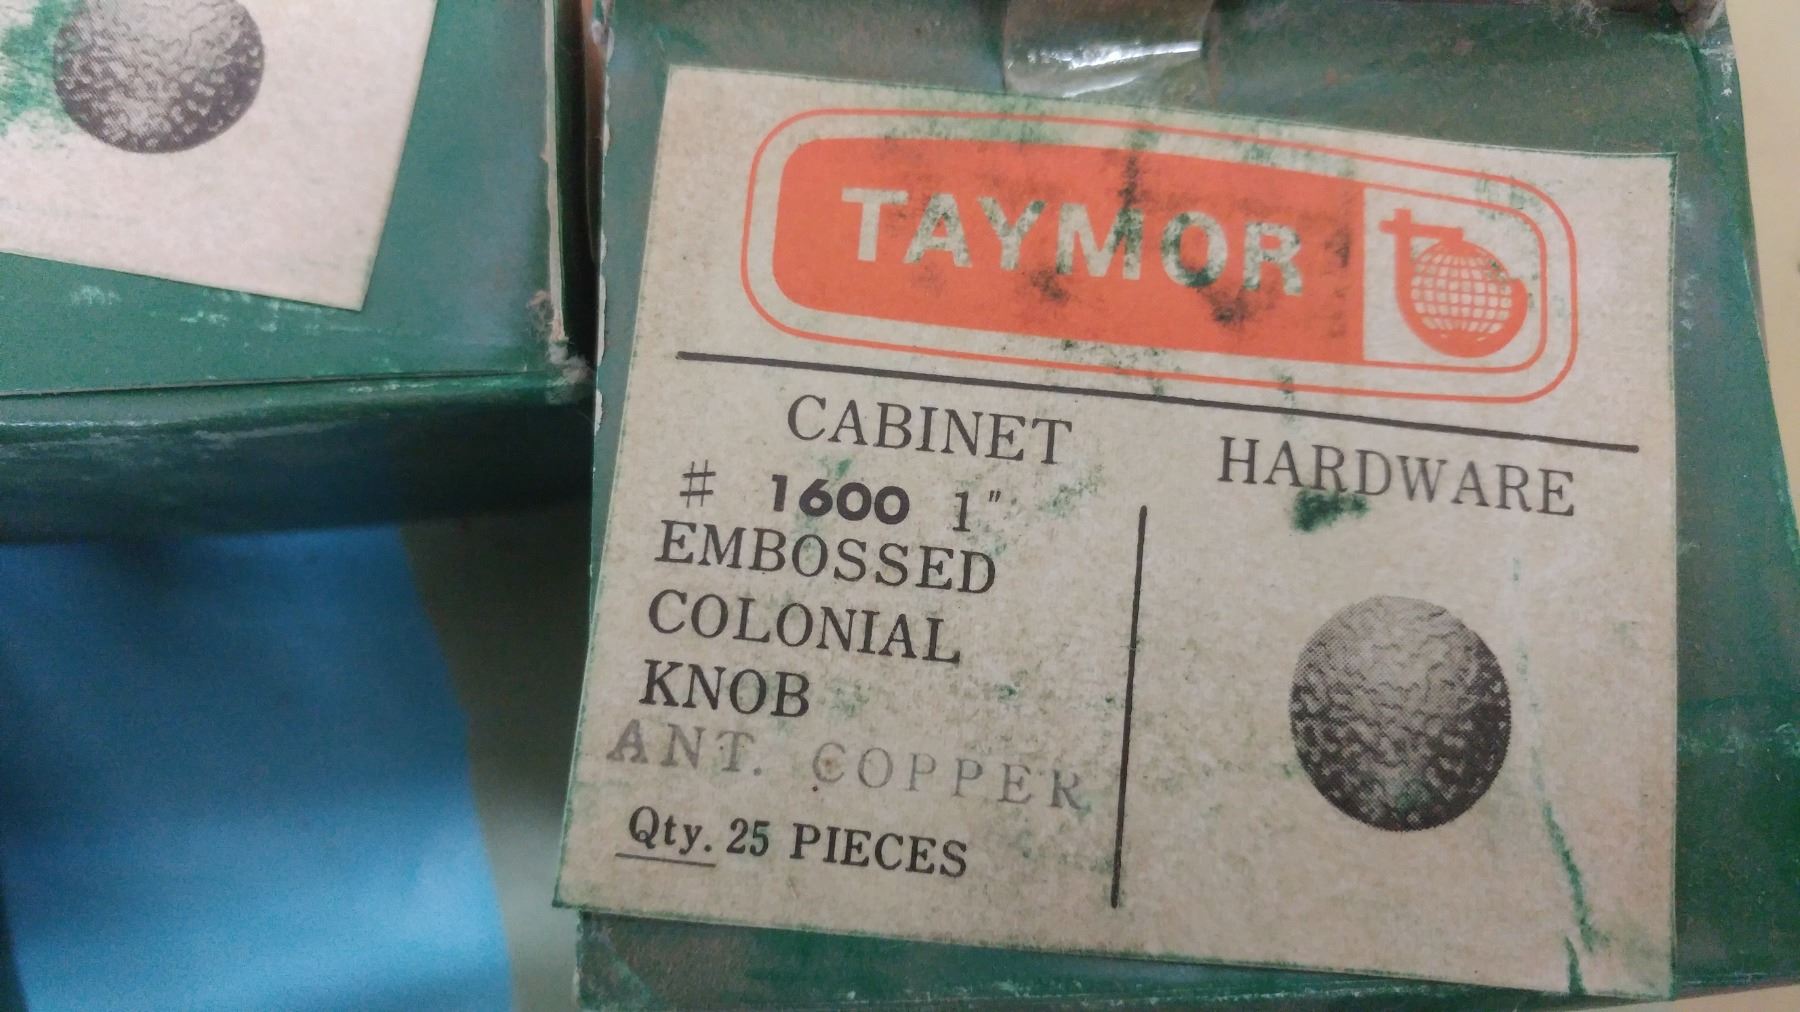 TAYMOR
CABINET HARDWARE
# 1600 1"
EMBOSSED
COLONIAL
KNOB
ANT. COPPER
Qty. 25 PIECES